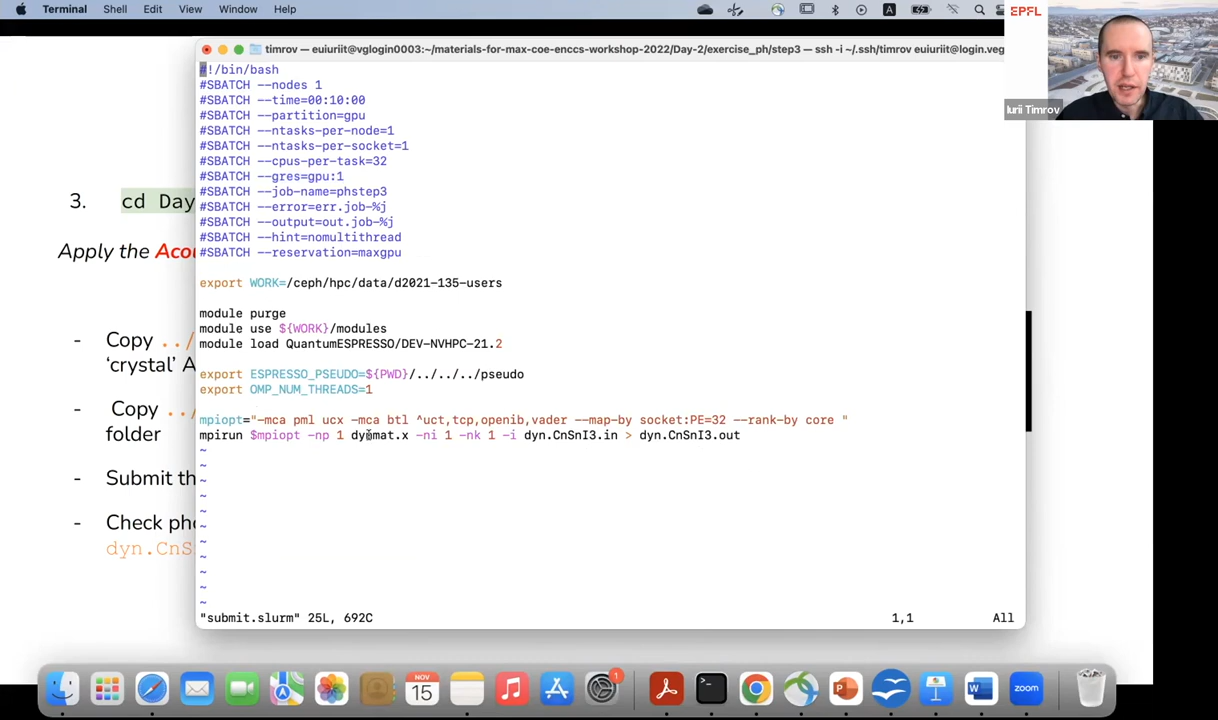 Terminal Shell Edit View Window Help
A
EPFL
timrov — euiuriit@vglogin0003:~/materials-for-max-coe-enccs-workshop-2022/Day-2/exercise_ph/step3 — ssh -i ~/.ssh/timrov euiuriit@login.veg
Iurii Timrov
#!/bin/bash
#SBATCH --nodes 1
#SBATCH --time=00:10:00
#SBATCH --partition=gpu
#SBATCH --ntasks-per-node=1
#SBATCH --ntasks-per-socket=1
#SBATCH --cpus-per-task=32
#SBATCH --gres=gpu:1
#SBATCH --job-name=phstep3
#SBATCH --error=err.job-%j
#SBATCH --output=out.job-%j
#SBATCH --hint=nomultithread
#SBATCH --reservation=maxgpu
export WORK=/ceph/hpc/data/d2021-135-users
module purge
module use ${WORK}/modules
module load QuantumESPRESSO/DEV-NVHPC-21.2
export ESPRESSO_PSEUDO=${PWD}/../../../pseudo
export OMP_NUM_THREADS=1
mpiopt="-mca pml ucx -mca btl ^uct,tcp,openib,vader --map-by socket:PE=32 --rank-by core "
mpirun $mpiopt -np 1 dynmat.x -ni 1 -nk 1 -i dyn.CnSnI3.in > dyn.CnSnI3.out
~
~
~
~
~
~
~
~
~
~
~
"submit.slurm" 25L, 692C 1,1 All
3. cd Day
Apply the Acou
- Copy ../
'crystal' A
- Copy ../
folder
- Submit th
- Check pho
dyn.CnS
NOV
15
1
zoom